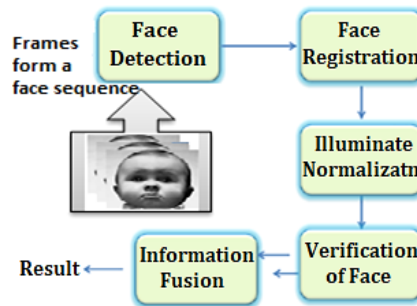 Frames
form a
face sequence
Face
Detection
Face
Registration
Illuminate
Normalizatn
Verification
of Face
Information
Fusion
Result